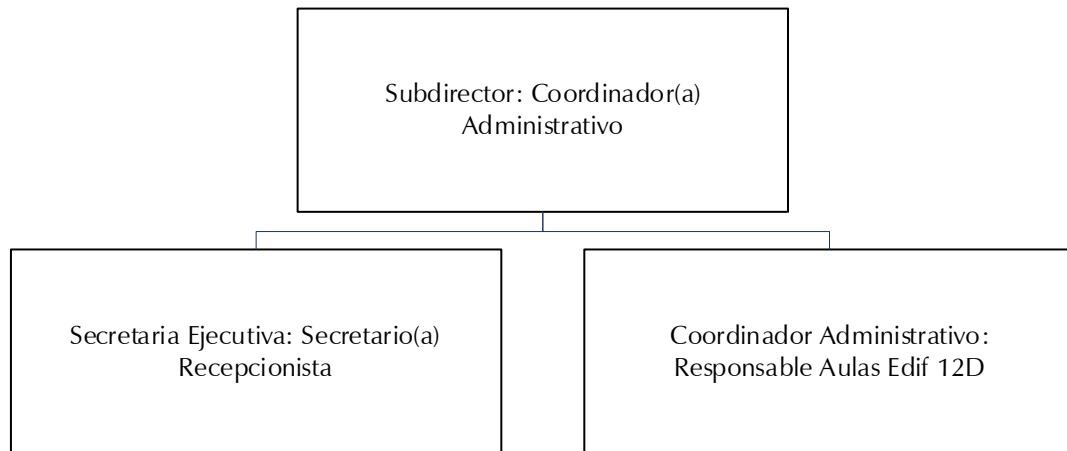 Subdirector: Coordinador(a)
Administrativo
Secretaria Ejecutiva: Secretario(a)
Recepcionista
Coordinador Administrativo:
Responsable Aulas Edif 12D